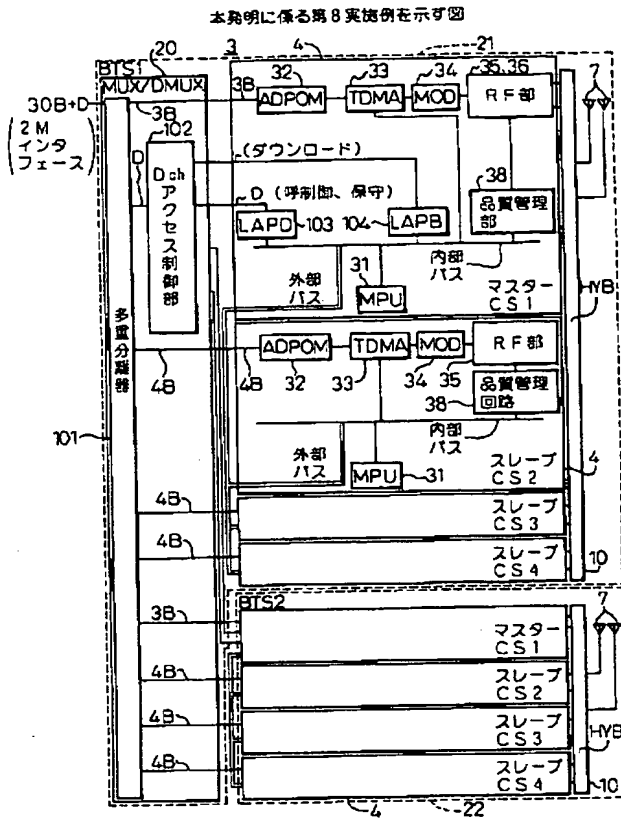 本発明に係る第8実施例を示す図
20
3
4
21
BTS1
MUX/DMUX
30B+D
(2M
インタ
フェース)
3B
102
D
Dch
アクセス制御部
多重分離器
101
3B
32
ADPOM
33
TDMA
34
MOD
35,36
RF部
7
(ダウンロード)
D (呼制御、保守)
LAPD
103
104
LAPB
38
品質管理
部
外部
バス
31
MPU
内部
バス
マスター
CS1
HYB
4B
4B
ADPOM
32
TDMA
33
MOD
34
RF部
35
品質管理
回路
38
外部
バス
MPU
31
内部
バス
スレーブ
CS2
4
4B
スレーブ
CS3
4B
スレーブ
CS4
10
BTS2
3B
マスター
CS1
7
4B
スレーブ
CS2
4B
スレーブ
CS3
HYB
4B
スレーブ
CS4
10
4
22